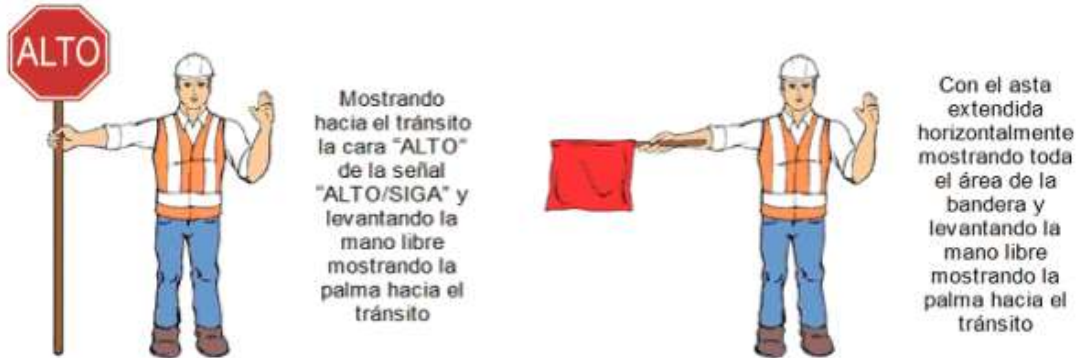 ALTO
Mostrando
hacia el tránsito
la cara "ALTO"
de la señal
"ALTO/SIGA" y
levantando la
mano libre
mostrando la
palma hacia el
tránsito
Con el asta
extendida
horizontalmente
mostrando toda
el área de la
bandera y
levantando la
mano libre
mostrando la
palma hacia el
tránsito